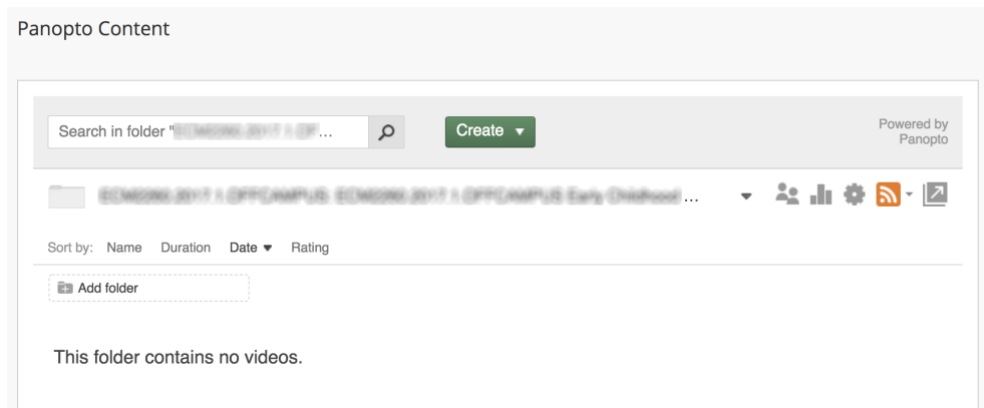 Panopto Content
Search in folder " ...
Create
Powered by
Panopto
...
Sort by: Name Duration Date Rating
Add folder
This folder contains no videos.